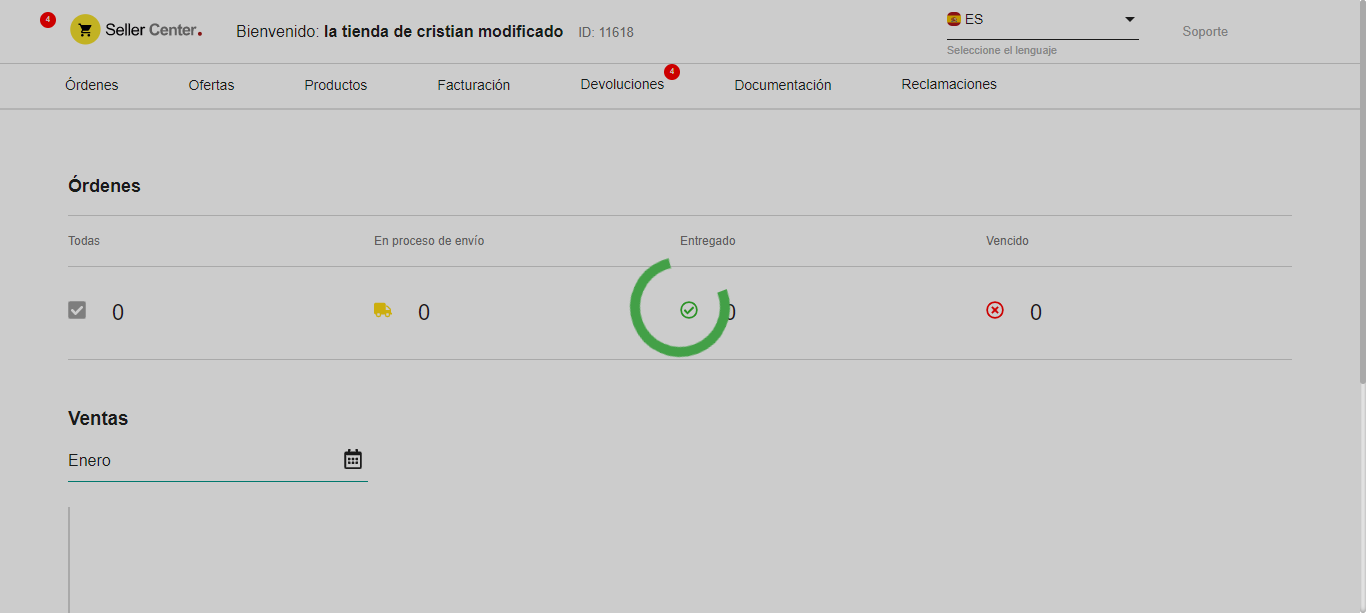 4
Seller Center.
Bienvenido: la tienda de cristian modificado ID: 11618
ES
Seleccione el lenguaje
Soporte
Órdenes Ofertas Productos Facturación Devoluciones 4 Documentación Reclamaciones
Órdenes
Todas En proceso de envío Entregado Vencido
0 0 0 0
Ventas
Enero